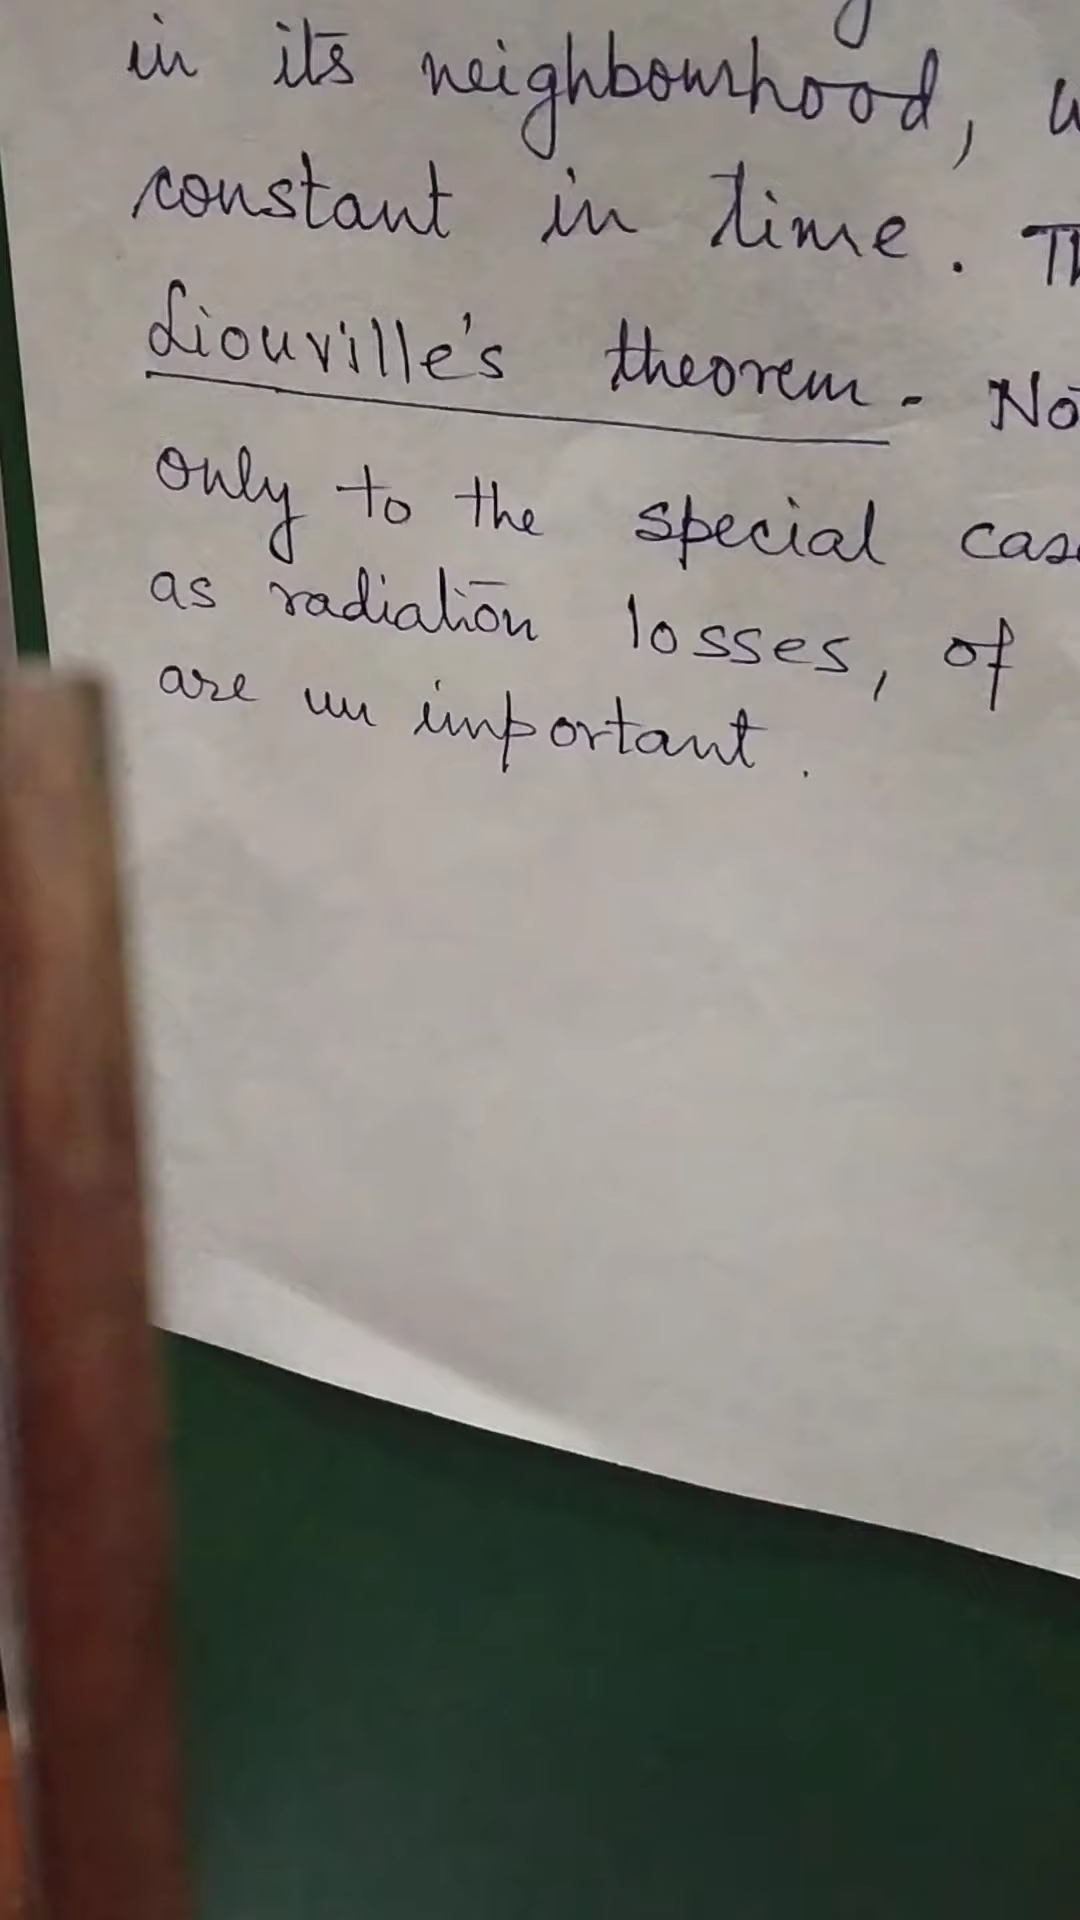 in its neighbourhood,
constant in time.
Liouville's theorem.
only to the special
as radiation losses, of
are un important.